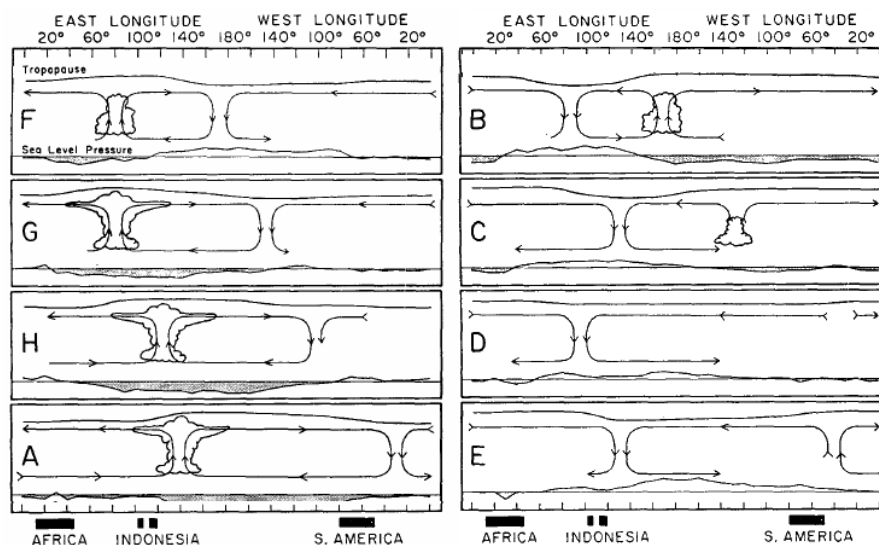 EAST LONGITUDE WEST LONGITUDE
20° 60° 100° 140° 180° 140° 100° 60° 20°
Tropopause
F
Sea Level Pressure
G
H
A
AFRICA INDONESIA S. AMERICA
EAST LONGITUDE WEST LONGITUDE
20° 60° 100° 140° 180° 140° 100° 60° 20°
B
C
D
E
AFRICA INDONESIA S. AMERICA